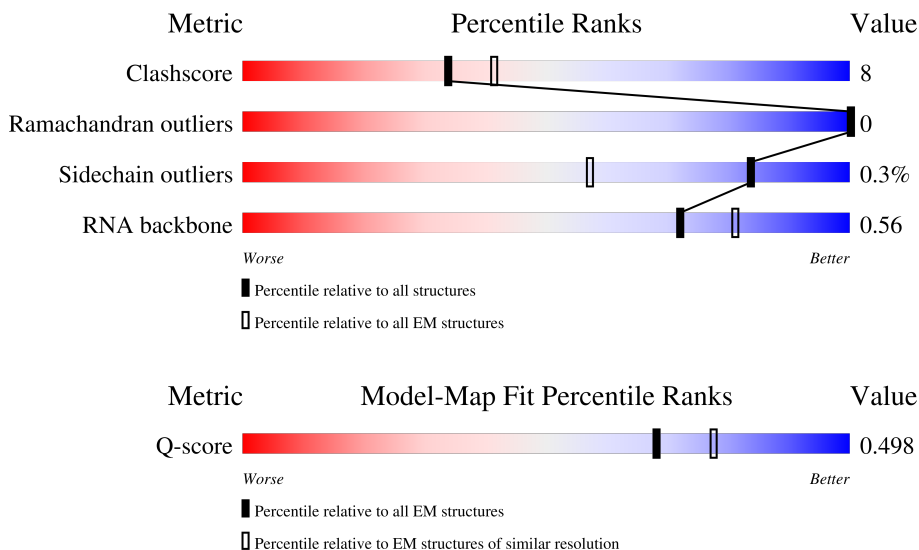 Metric Percentile Ranks Value
Clashscore 8
Ramachandran outliers 0
Sidechain outliers 0.3%
RNA backbone 0.56
Worse Better
Percentile relative to all structures
Percentile relative to all EM structures
Metric Model-Map Fit Percentile Ranks Value
Q-score 0.498
Worse Better
Percentile relative to all EM structures
Percentile relative to EM structures of similar resolution